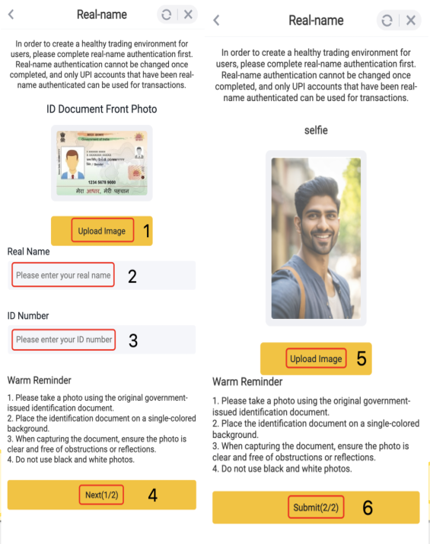 Real-name
In order to create a healthy trading environment for
users, please complete real-name authentication first.
Real-name authentication cannot be changed once
completed, and only UPI accounts that have been real-
name authenticated can be used for transactions.
ID Document Front Photo
1234 5678 9000
मेरा आधार, मेरी पहचान
Upload Image 1
Real Name
Please enter your real name 2
ID Number
Please enter your ID number 3
Warm Reminder
1. Please take a photo using the original government-
issued identification document.
2. Place the identification document on a single-colored
background.
3. When capturing the document, ensure the photo is
clear and free of obstructions or reflections.
4. Do not use black and white photos.
Next(1/2) 4
Real-name
In order to create a healthy trading environment for
users, please complete real-name authentication first.
Real-name authentication cannot be changed once
completed, and only UPI accounts that have been real-
name authenticated can be used for transactions.
selfie
Upload Image 5
Warm Reminder
1. Please take a photo using the original government-
issued identification document.
2. Place the identification document on a single-colored
background.
3. When capturing the document, ensure the photo is
clear and free of obstructions or reflections.
4. Do not use black and white photos.
Submit(2/2) 6